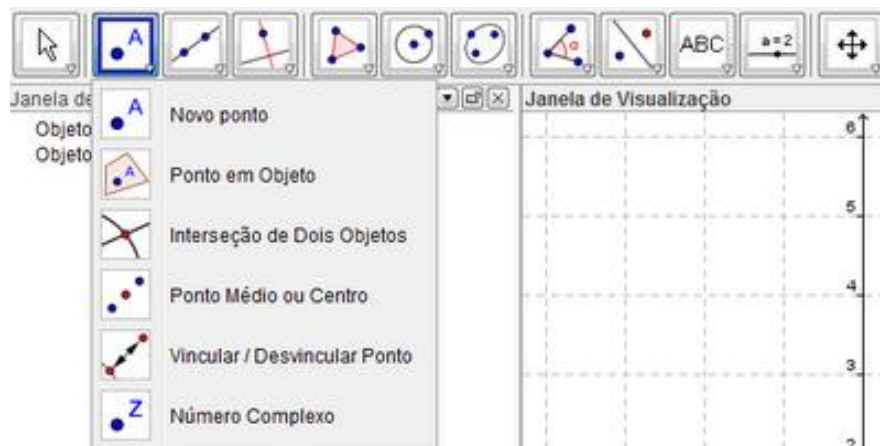 A
α
ABC
a=2
Janela de
Janela de Visualização
Objeto
Objeto
A
Novo ponto
A
Ponto em Objeto
Interseção de Dois Objetos
Ponto Médio ou Centro
Vincular / Desvincular Ponto
Z
Número Complexo
6
5
4
3
2